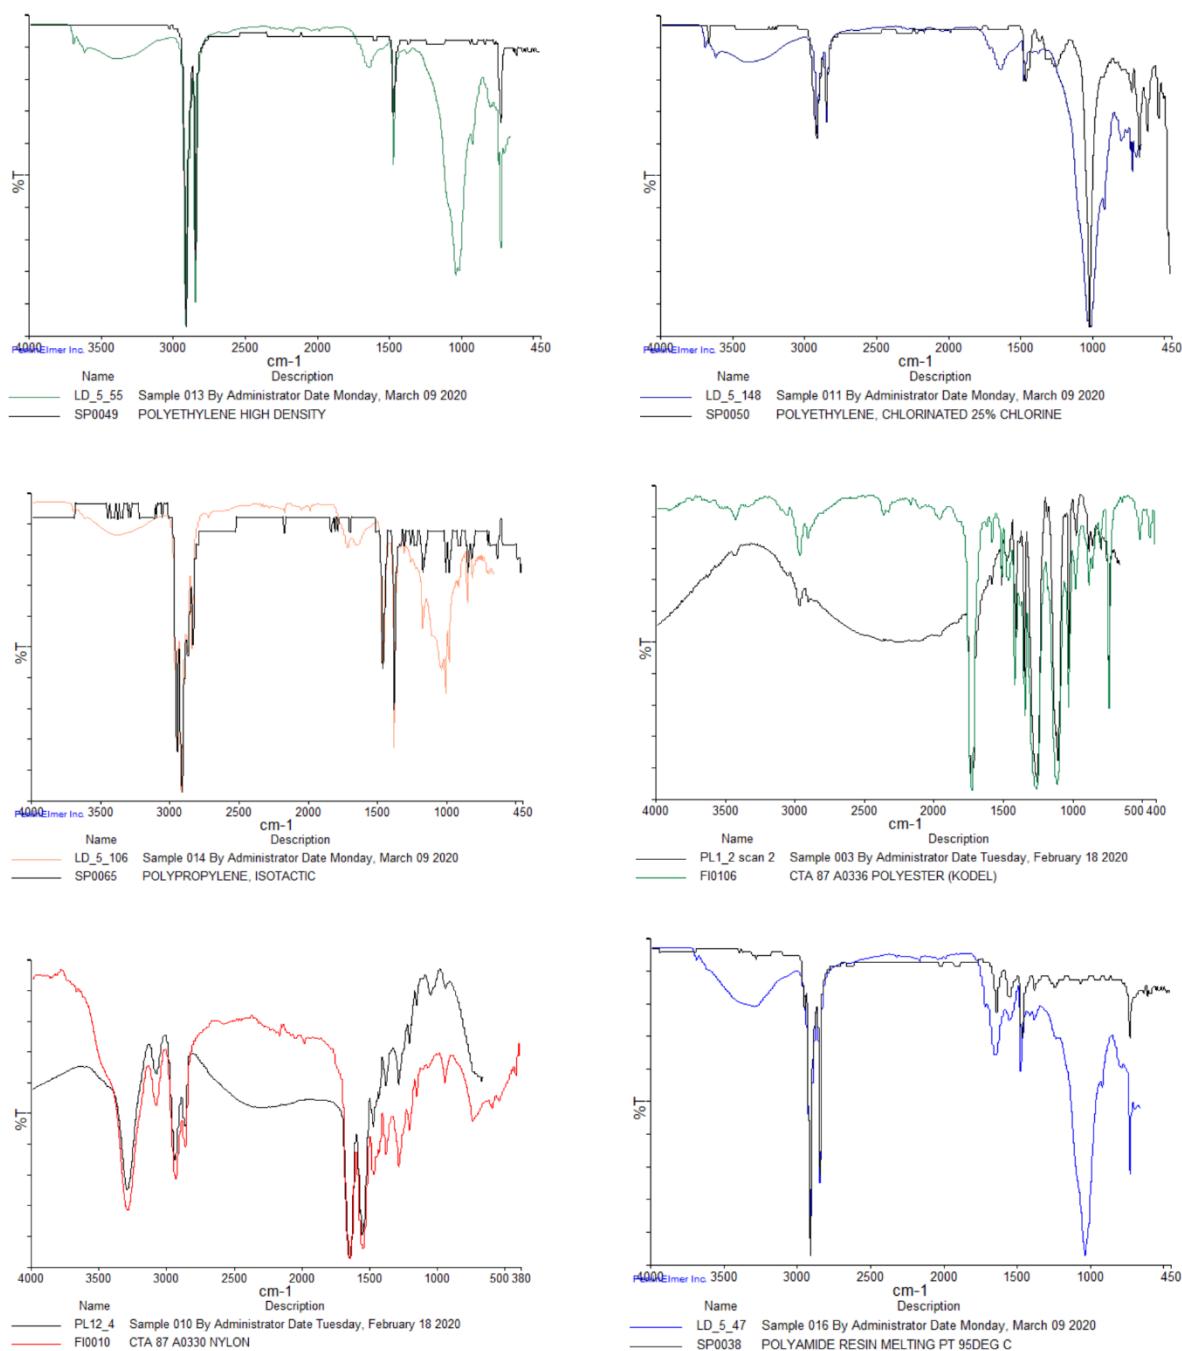 %T
4000 3500 3000 2500 2000 1500 1000 450
PerkinElmer Inc.
cm-1
Name Description
LD_5_55 Sample 013 By Administrator Date Monday, March 09 2020
SP0049 POLYETHYLENE HIGH DENSITY
%T
4000 3500 3000 2500 2000 1500 1000 450
PerkinElmer Inc.
cm-1
Name Description
LD_5_148 Sample 011 By Administrator Date Monday, March 09 2020
SP0050 POLYETHYLENE, CHLORINATED 25% CHLORINE
%T
4000 3500 3000 2500 2000 1500 1000 450
PerkinElmer Inc.
cm-1
Name Description
LD_5_106 Sample 014 By Administrator Date Monday, March 09 2020
SP0065 POLYPROPYLENE, ISOTACTIC
%T
4000 3000 2000 1500 1000 500 400
cm-1
Name Description
PL1_2 scan 2 Sample 003 By Administrator Date Tuesday, February 18 2020
FI0106 CTA 87 A0336 POLYESTER (KODEL)
%T
4000 3000 2000 1500 1000 500 380
cm-1
Name Description
PL12_4 Sample 010 By Administrator Date Tuesday, February 18 2020
FI0010 CTA 87 A0330 NYLON
%T
4000 3500 3000 2500 2000 1500 1000 450
PerkinElmer Inc.
cm-1
Name Description
LD_5_47 Sample 016 By Administrator Date Monday, March 09 2020
SP0038 POLYAMIDE RESIN MELTING PT 95DEG C